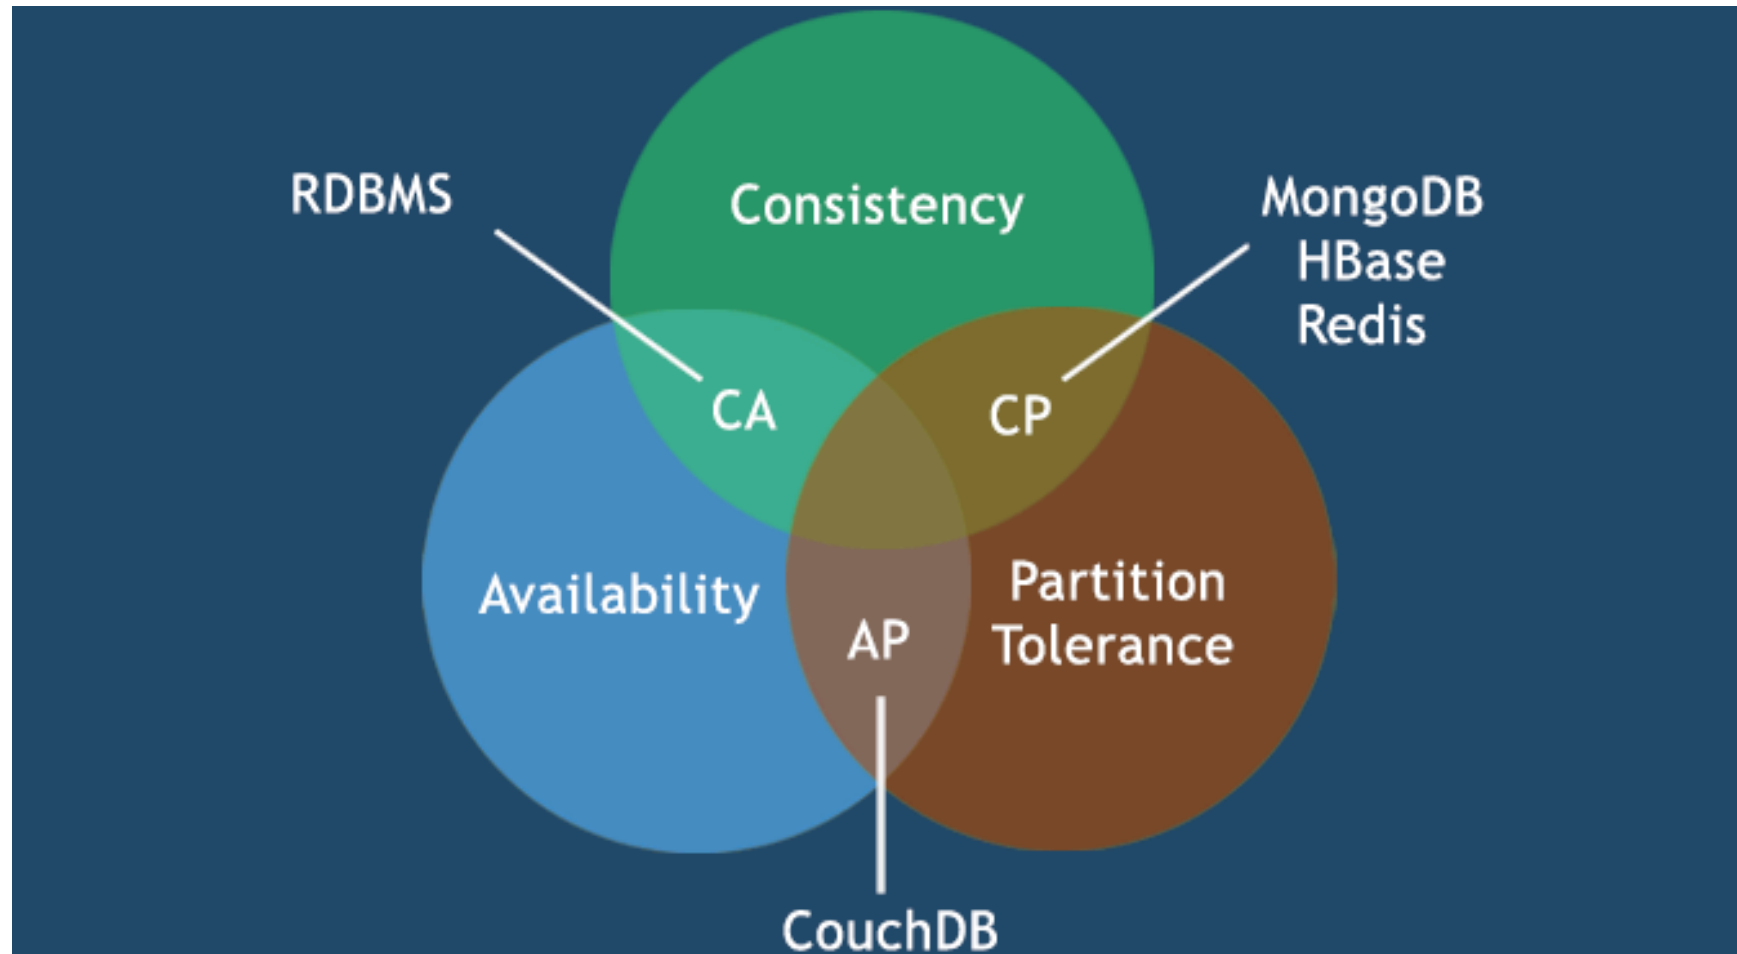 RDBMS
Consistency
MongoDB
HBase
Redis
CA
CP
Availability
Partition
Tolerance
AP
CouchDB